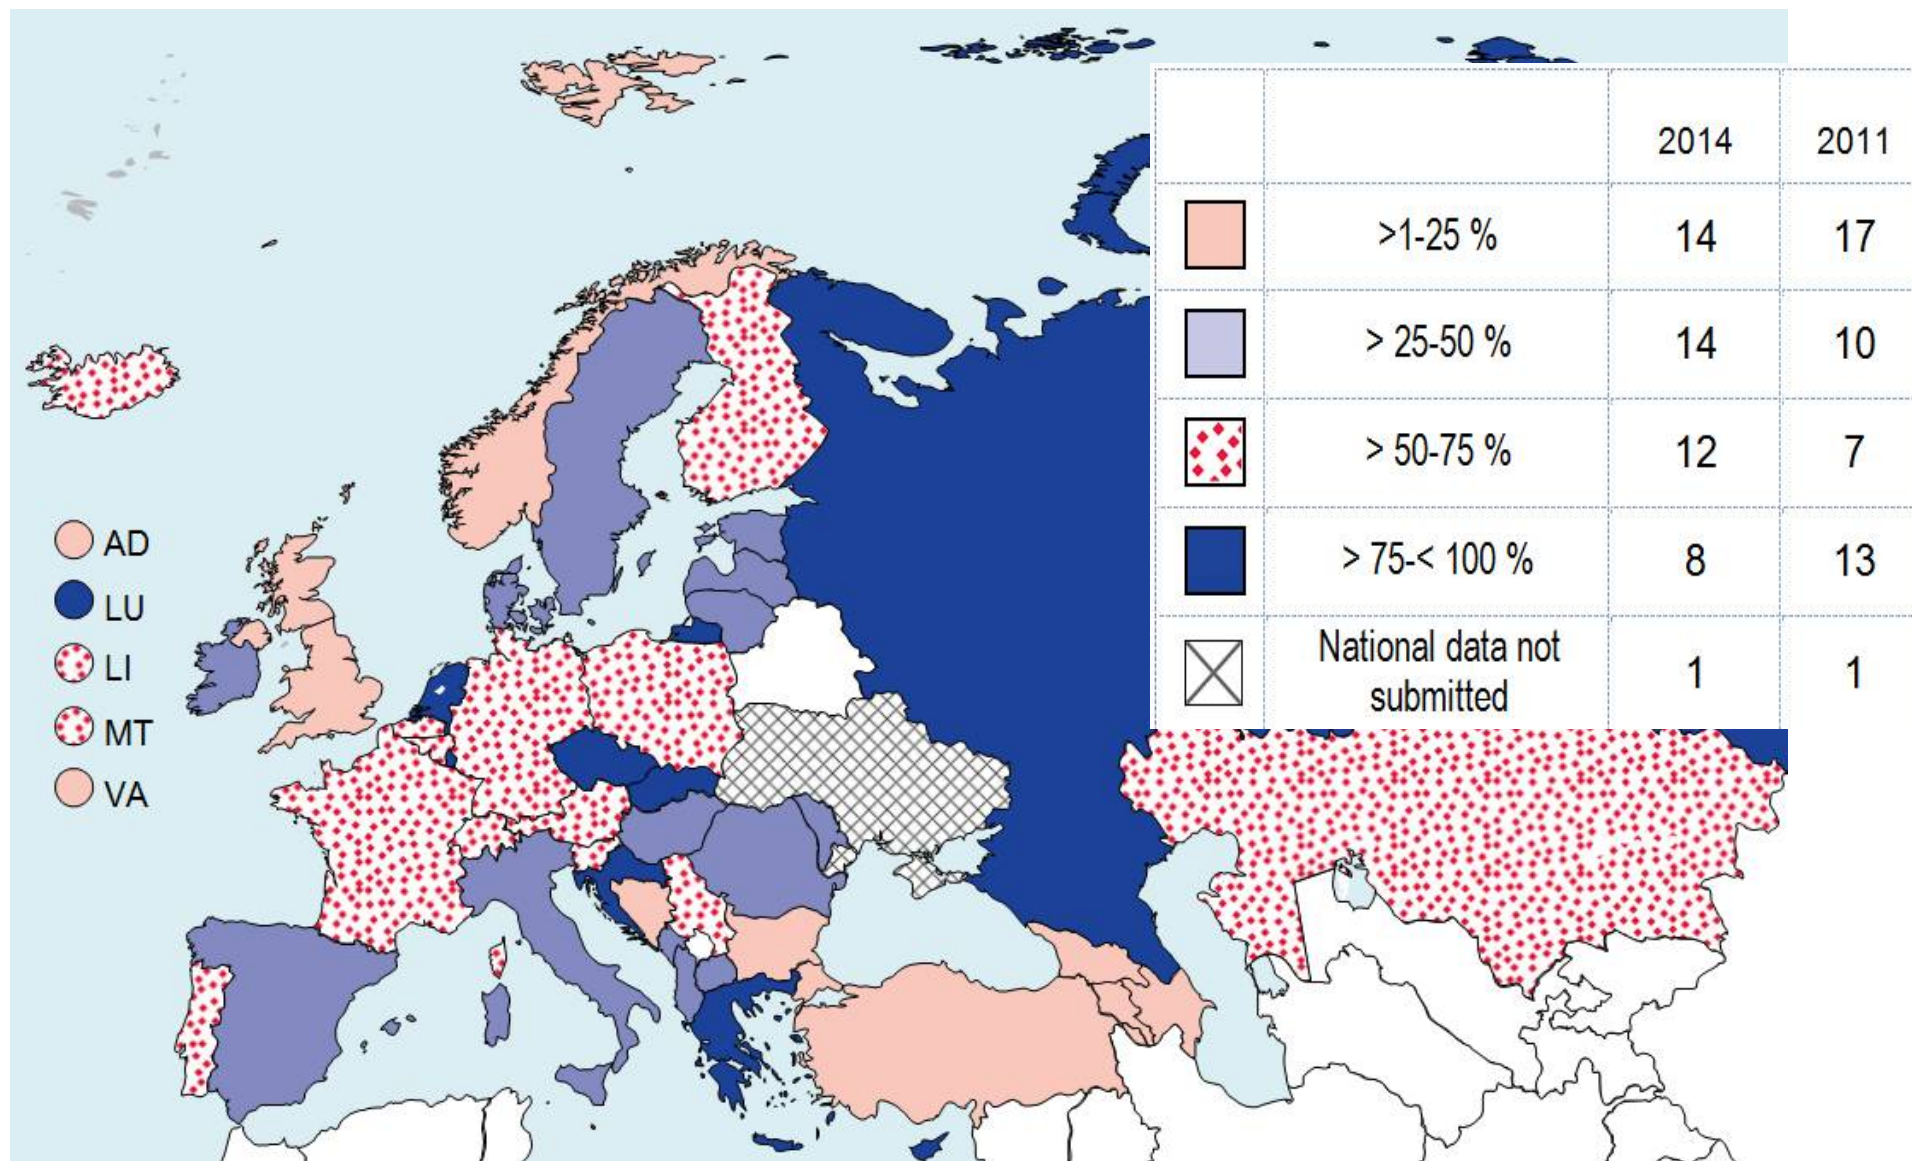 2014 2011
>1-25 % 14 17
> 25-50 % 14 10
> 50-75 % 12 7
> 75-< 100 % 8 13
National data not
submitted 1 1
AD
LU
LI
MT
VA